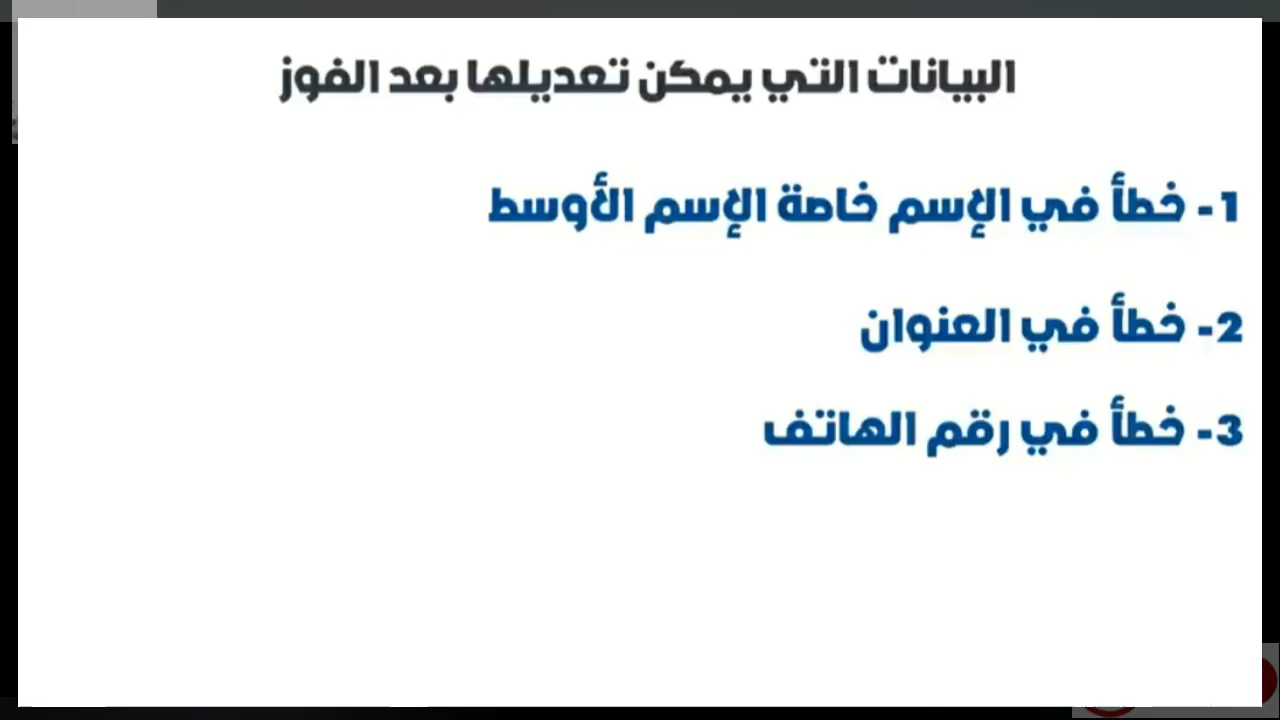 البيانات التي يمكن تعديلها بعد الفوز
1- خطأ في الإسم خاصة الإسم الأوسط
2- خطأ في العنوان
3- خطأ في رقم الهاتف